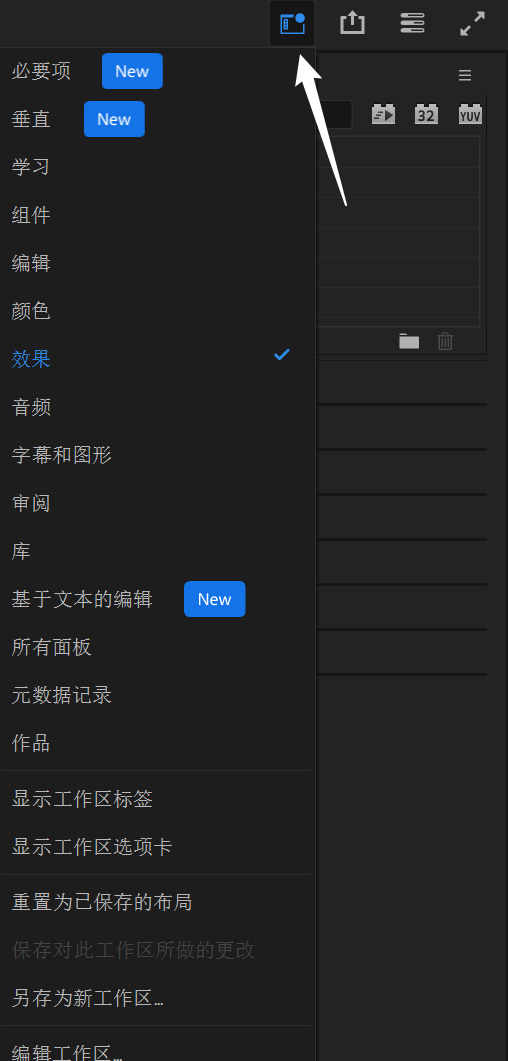 必要项 New
垂直 New
学习
组件
32
YUV
编辑
颜色
效果
音频
字幕和图形
审阅
库
基于文本的编辑 New
所有面板
元数据记录
作品
显示工作区标签
显示工作区选项卡
重置为已保存的布局
保存对此工作区所做的更改
另存为新工作区...
编辑工作区...